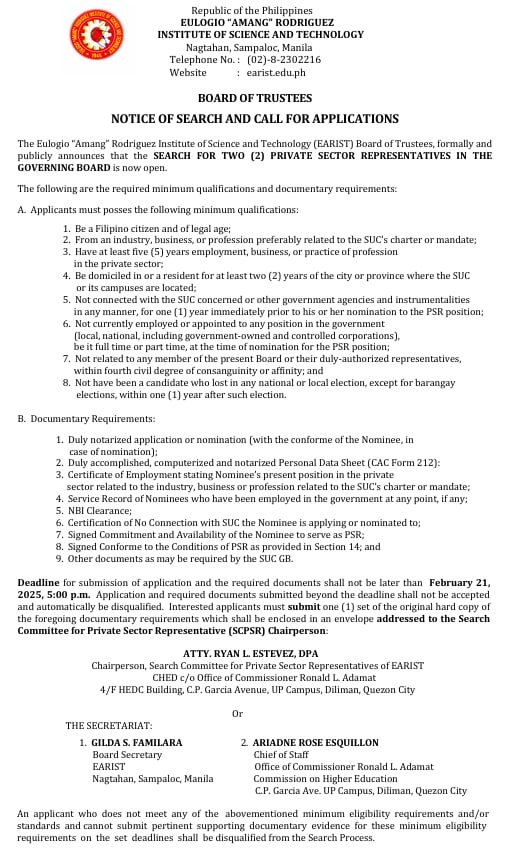 Republic of the Philippines
EULOGIO “AMANG” RODRIGUEZ
INSTITUTE OF SCIENCE AND TECHNOLOGY
Nagtahan, Sampaloc, Manila
Telephone No. : (02)-8-2302216
Website : earist.edu.ph
BOARD OF TRUSTEES
NOTICE OF SEARCH AND CALL FOR APPLICATIONS
The Eulogio “Amang” Rodriguez Institute of Science and Technology (EARIST) Board of Trustees, formally and
publicly announces that the SEARCH FOR TWO (2) PRIVATE SECTOR REPRESENTATIVES IN THE
GOVERNING BOARD is now open.
The following are the required minimum qualifications and documentary requirements:
A. Applicants must posses the following minimum qualifications:
1. Be a Filipino citizen and of legal age;
2. From an industry, business, or profession preferably related to the SUC's charter or mandate;
3. Have at least five (5) years employment, business, or practice of profession
in the private sector;
4. Be domiciled in or a resident for at least two (2) years of the city or province where the SUC
or its campuses are located;
5. Not connected with the SUC concerned or other government agencies and instrumentalities
in any manner, for one (1) year immediately prior to his or her nomination to the PSR position;
6. Not currently employed or appointed to any position in the government
(local, national, including government-owned and controlled corporations),
be it full time or part time, at the time of nomination for the PSR position;
7. Not related to any member of the present Board or their duly-authorized representatives,
within fourth civil degree of consanguinity or affinity; and
8. Not have been a candidate who lost in any national or local election, except for barangay
elections, within one (1) year after such election.
B. Documentary Requirements:
1. Duly notarized application or nomination (with the conforme of the Nominee, in
case of nomination);
2. Duly accomplished, computerized and notarized Personal Data Sheet (CAC Form 212):
3. Certificate of Employment stating Nominee's present position in the private
sector related to the industry, business or profession related to the SUC's charter or mandate;
4. Service Record of Nominees who have been employed in the government at any point, if any;
5. NBI Clearance;
6. Certification of No Connection with SUC the Nominee is applying or nominated to;
7. Signed Commitment and Availability of the Nominee to serve as PSR;
8. Signed Conforme to the Conditions of PSR as provided in Section 14; and
9. Other documents as may be required by the SUC GB.
Deadline for submission of application and the required documents shall not be later than February 21,
2025, 5:00 p.m. Application and required documents submitted beyond the deadline shall not be accepted
and automatically be disqualified. Interested applicants must submit one (1) set of the original hard copy of
the foregoing documentary requirements which shall be enclosed in an envelope addressed to the Search
Committee for Private Sector Representative (SCPSR) Chairperson:
ATTY. RYAN L. ESTEVEZ, DPA
Chairperson, Search Committee for Private Sector Representatives of EARIST
CHED c/o Office of Commissioner Ronald L. Adamat
4/F HEDC Building, C.P. Garcia Avenue, UP Campus, Diliman, Quezon City
Or
THE SECRETARIAT:
1. GILDA S. FAMILARA
Board Secretary
EARIST
Nagtahan, Sampaloc, Manila
2. ARIADNE ROSE ESQUILLON
Chief of Staff
Office of Commissioner Ronald L. Adamat
Commission on Higher Education
C.P. Garcia Ave. UP Campus, Diliman, Quezon City
An applicant who does not meet any of the abovementioned minimum eligibility requirements and/or
standards and cannot submit pertinent supporting documentary evidence for these minimum eligibility
requirements on the set deadlines shall be disqualified from the Search Process.